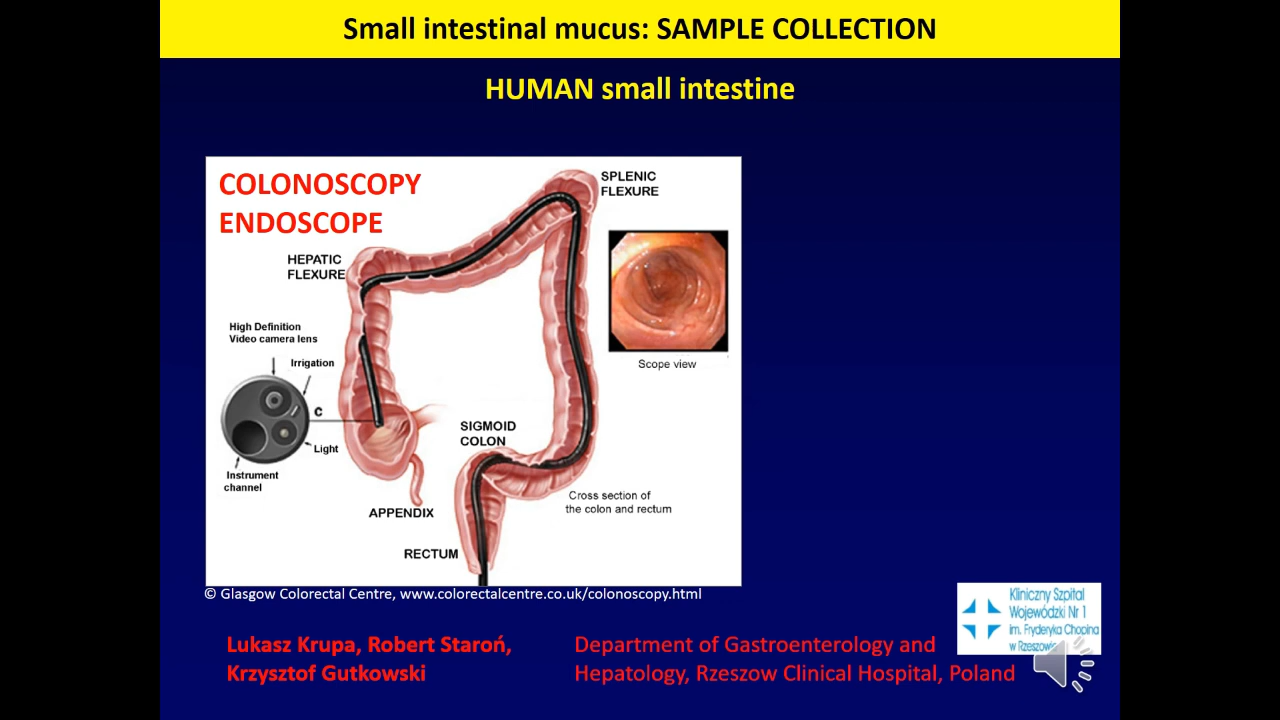 Small intestinal mucus: SAMPLE COLLECTION
HUMAN small intestine
COLONOSCOPY
ENDOSCOPE
SPLENIC
FLEXURE
HEPATIC
FLEXURE
High Definition
Video camera lens
Irrigation
C
Light
Instrument
channel
Scope view
SIGMOID
COLON
Cross section of
the colon and rectum
APPENDIX
RECTUM
© Glasgow Colorectal Centre, www.colorectalcentre.co.uk/colonoscopy.html
Kliniczny Szpital
Wojewódzki Nr 1
im. Fryderyka Chopina
w Rzeszowie
Lukasz Krupa, Robert Staroń,
Krzysztof Gutkowski
Department of Gastroenterology and
Hepatology, Rzeszow Clinical Hospital, Poland